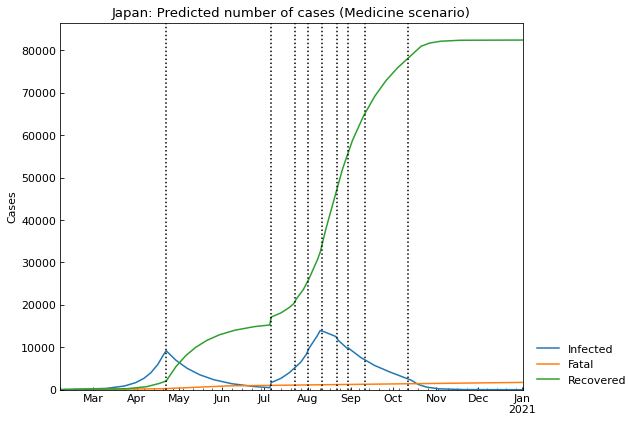 Japan: Predicted number of cases (Medicine scenario)
80000
70000
60000
50000
40000
30000
20000
10000
0
Cases
Mar Apr May Jun Jul Aug Sep Oct Nov Dec Jan
2021
Infected
Fatal
Recovered